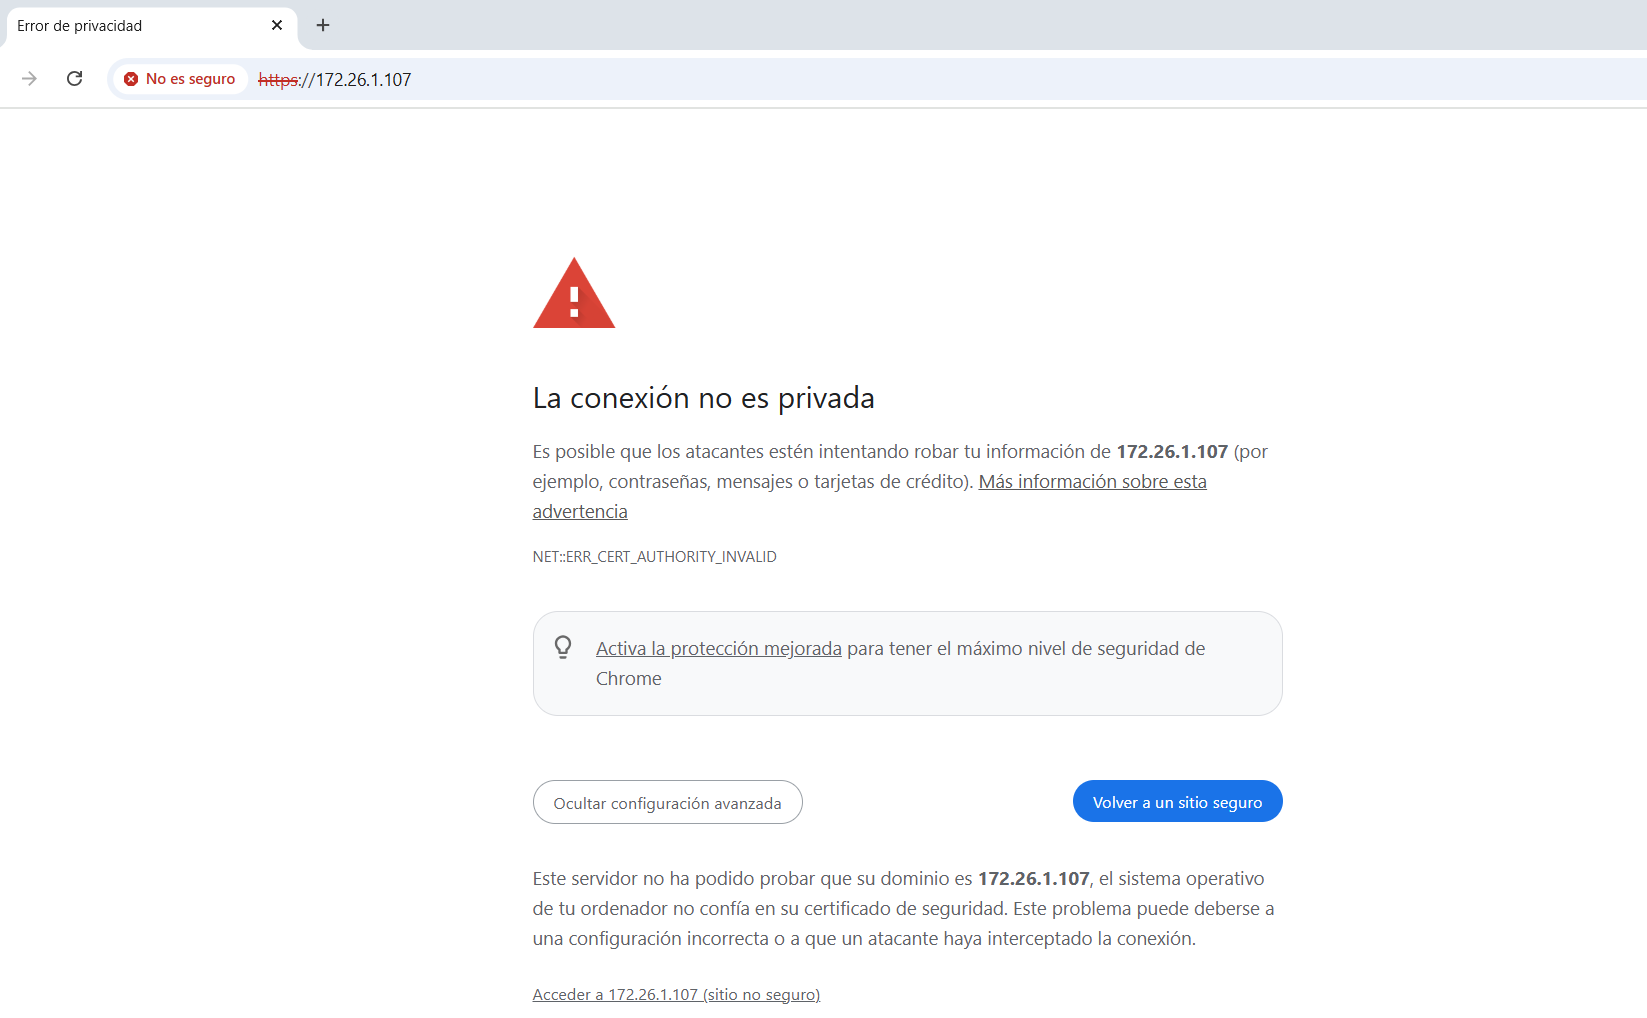 Error de privacidad
No es seguro https://172.26.1.107
La conexión no es privada
Es posible que los atacantes estén intentando robar tu información de 172.26.1.107 (por
ejemplo, contraseñas, mensajes o tarjetas de crédito). Más información sobre esta
advertencia
NET::ERR_CERT_AUTHORITY_INVALID
Activa la protección mejorada para tener el máximo nivel de seguridad de
Chrome
Ocultar configuración avanzada
Volver a un sitio seguro
Este servidor no ha podido probar que su dominio es 172.26.1.107, el sistema operativo
de tu ordenador no confía en su certificado de seguridad. Este problema puede deberse a
una configuración incorrecta o a que un atacante haya interceptado la conexión.
Acceder a 172.26.1.107 (sitio no seguro)